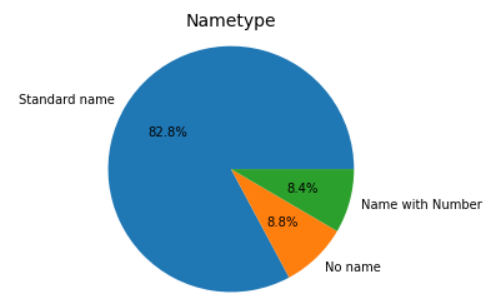 Nametype
Standard name
82.8%
8.4%
Name with Number
8.8%
No name